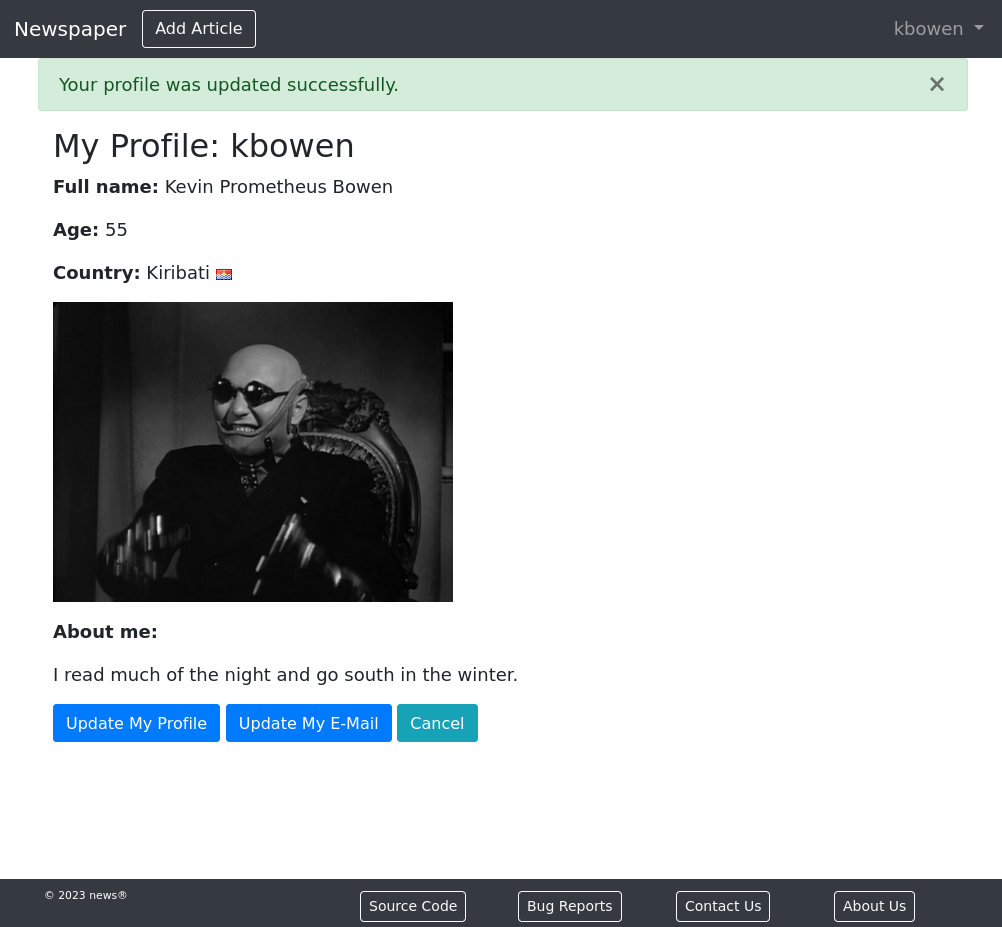 Newspaper Add Article kbowen
Your profile was updated successfully. ×
My Profile: kbowen
Full name: Kevin Prometheus Bowen
Age: 55
Country: Kiribati
About me:
I read much of the night and go south in the winter.
Update My Profile Update My E-Mail Cancel
© 2023 news® Source Code Bug Reports Contact Us About Us